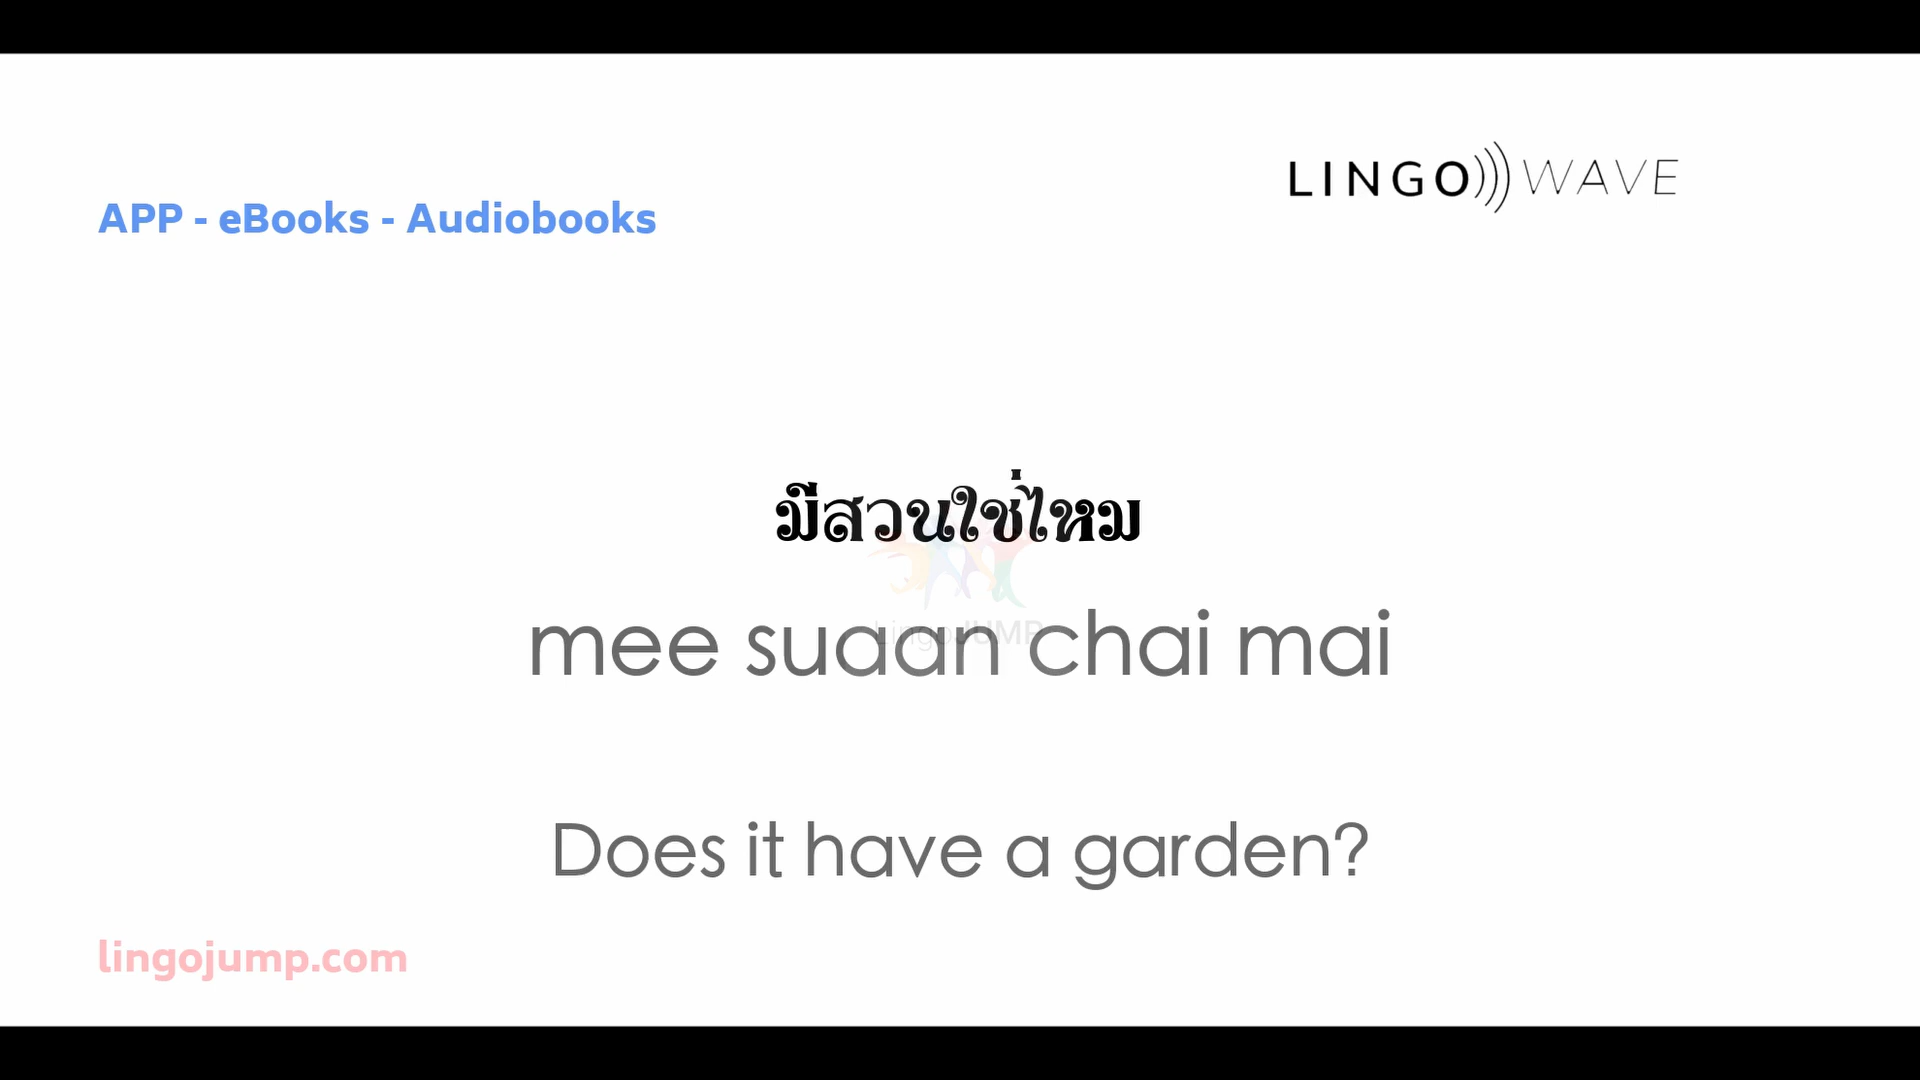 LINGO WAVE
APP - eBooks - Audiobooks
มีสวนใช่ไหม
LingoJUMP
mee suaan chai mai
Does it have a garden?
lingojump.com